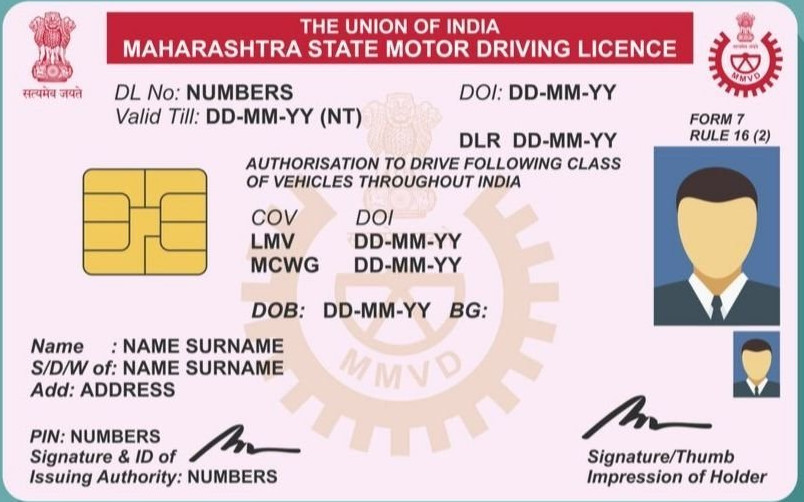 THE UNION OF INDIA
MAHARASHTRA STATE MOTOR DRIVING LICENCE
सत्यमेव जयते
MMVD
DL No: NUMBERS DOI: DD-MM-YY
Valid Till: DD-MM-YY (NT)
FORM 7
RULE 16 (2)
DLR DD-MM-YY
AUTHORISATION TO DRIVE FOLLOWING CLASS
OF VEHICLES THROUGHOUT INDIA
COV DOI
LMV DD-MM-YY
MCWG DD-MM-YY
DOB: DD-MM-YY BG:
MMVD
Name : NAME SURNAME
S/D/W of: NAME SURNAME
Add: ADDRESS
PIN: NUMBERS
Signature & ID of
Issuing Authority: NUMBERS
Signature/Thumb
Impression of Holder